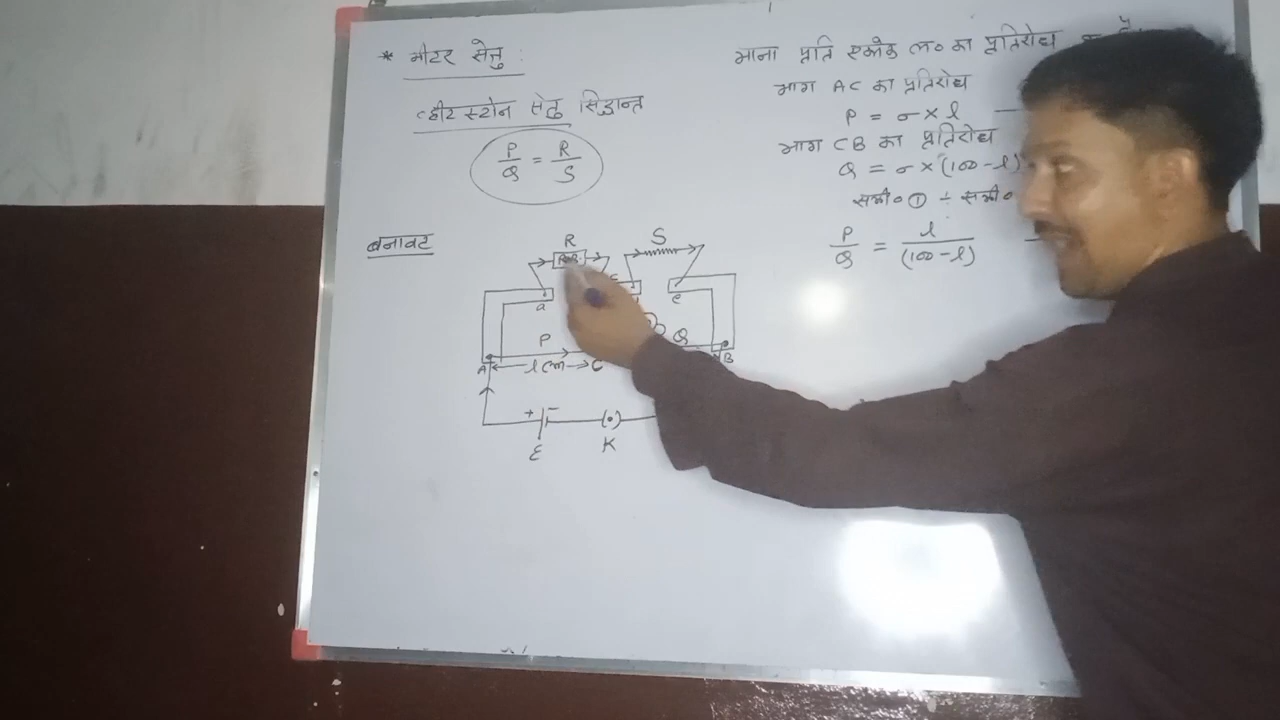 * मीटर सेतु :
व्हीटस्टोन सेतु सिद्धान्त
P/Q = R/S
बनावट
R
S
R.B.
a
e
P
Q
A
l cm
C
B
+ -
E
K
माना प्रति एकांक ल० का प्रतिरोध
भाग AC का प्रतिरोध
P = σ × l
भाग CB का प्रतिरोध
Q = σ × (100 - l)
समी० ① ÷ समी०
P/Q = l/(100 - l)